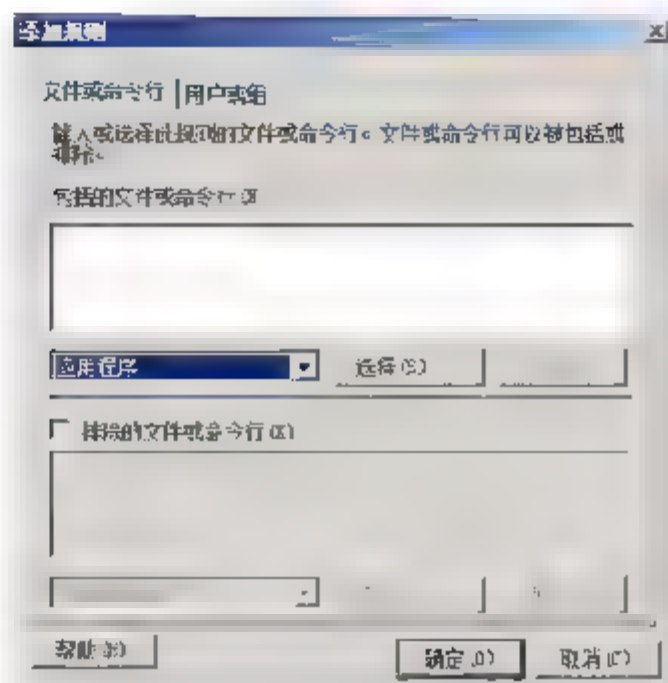 添加规则
文件或命令行 用户或组
输入或选择此规则的文件或命令行。文件或命令行可以被包括或
排除。
包括的文件或命令行
应用程序 选择(S)
排除的文件或命令行(X)
帮助(H) 确定(O) 取消(C)